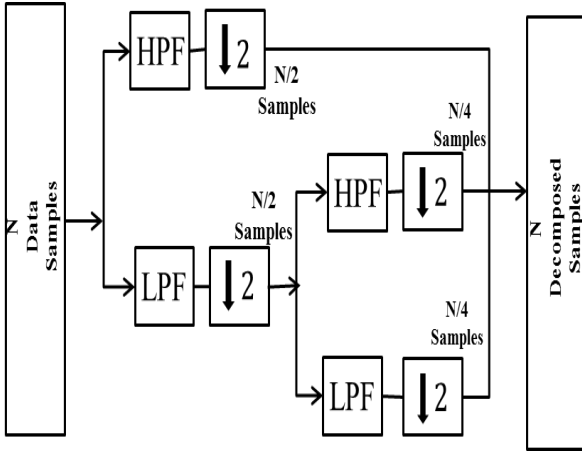 N
Data
Samples
HPF
2
N/2
Samples
N/4
Samples
HPF
2
N/2
Samples
LPF
2
N/4
Samples
LPF
2
N
Decomposed
Samples